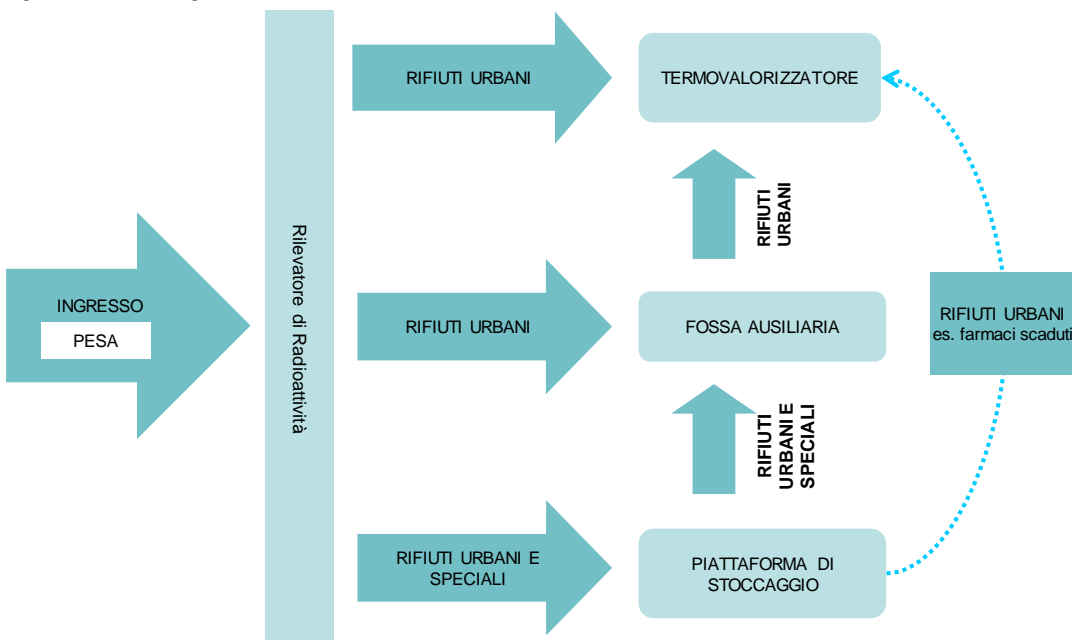 RIFIUTI URBANI
TERMOVALORIZZATORE
RIFIUTI
URBANI
Rilevatore di Radioattività
INGRESSO
PESA
RIFIUTI URBANI
FOSSA AUSILIARIA
RIFIUTI URBANI
es. farmaci scaduti
RIFIUTI
URBANI E
SPECIALI
RIFIUTI URBANI E
SPECIALI
PIATTAFORMA DI
STOCCAGGIO